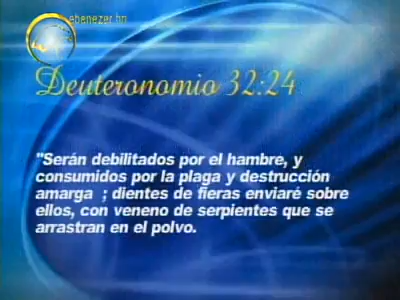 ebenezer.hn
Deuteronomio 32:24
"Serán debilitados por el hambre, y
consumidos por la plaga y destrucción
amarga ; dientes de fieras enviaré sobre
ellos, con veneno de serpientes que se
arrastran en el polvo.